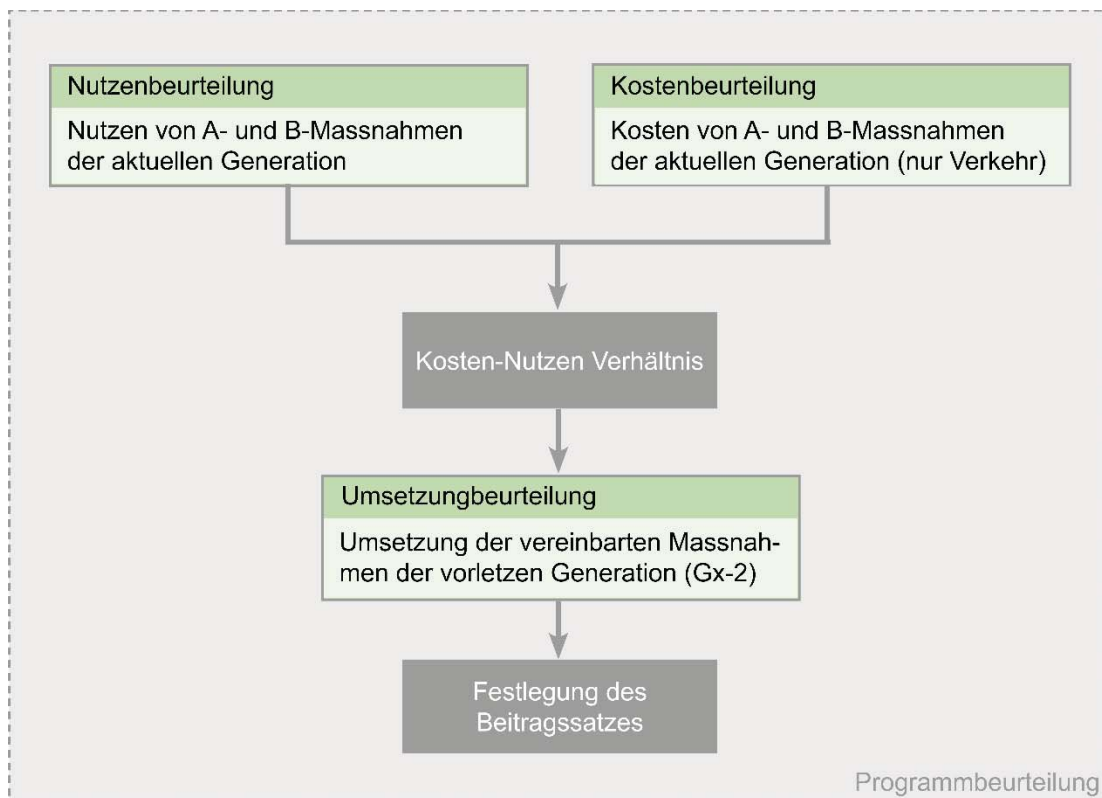 Nutzenbeurteilung
Nutzen von A- und B-Massnahmen
der aktuellen Generation
Kostenbeurteilung
Kosten von A- und B-Massnahmen
der aktuellen Generation (nur Verkehr)
Kosten-Nutzen Verhältnis
Umsetzungbeurteilung
Umsetzung der vereinbarten Massnah-
men der vorletzen Generation (Gx-2)
Festlegung des
Beitragssatzes
Programmbeurteilung